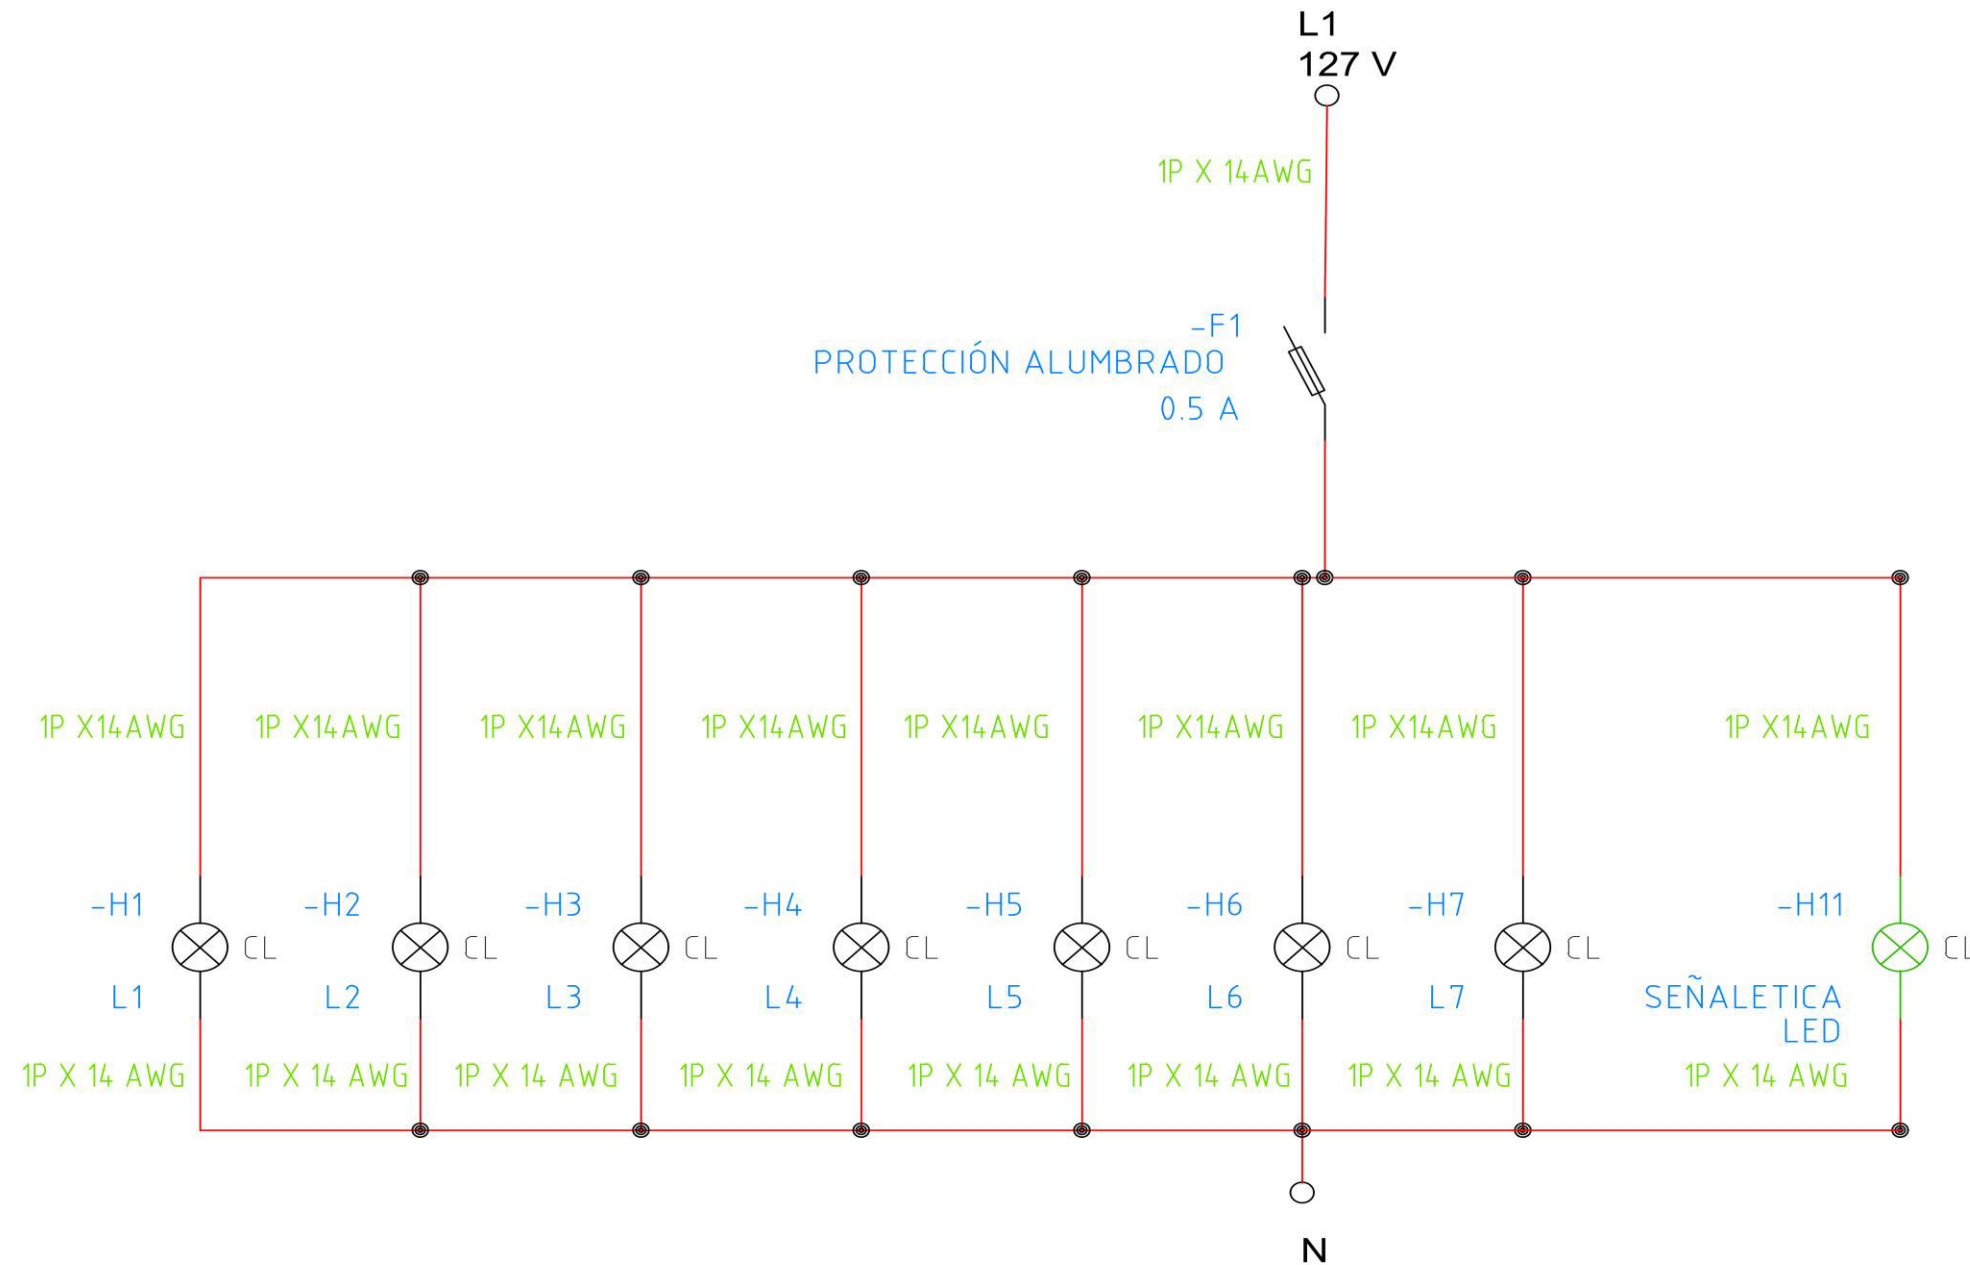 L1
127 V
1P X 14AWG
-F1
PROTECCIÓN ALUMBRADO
0.5 A
1P X14AWG 1P X14AWG 1P X14AWG 1P X14AWG 1P X14AWG 1P X14AWG 1P X14AWG 1P X14AWG
-H1 -H2 -H3 -H4 -H5 -H6 -H7 -H11
CL CL CL CL CL CL CL CL
L1 L2 L3 L4 L5 L6 L7 SEÑALETICA
LED
1P X 14 AWG 1P X 14 AWG 1P X 14 AWG 1P X 14 AWG 1P X 14 AWG 1P X 14 AWG 1P X 14 AWG 1P X 14 AWG
N